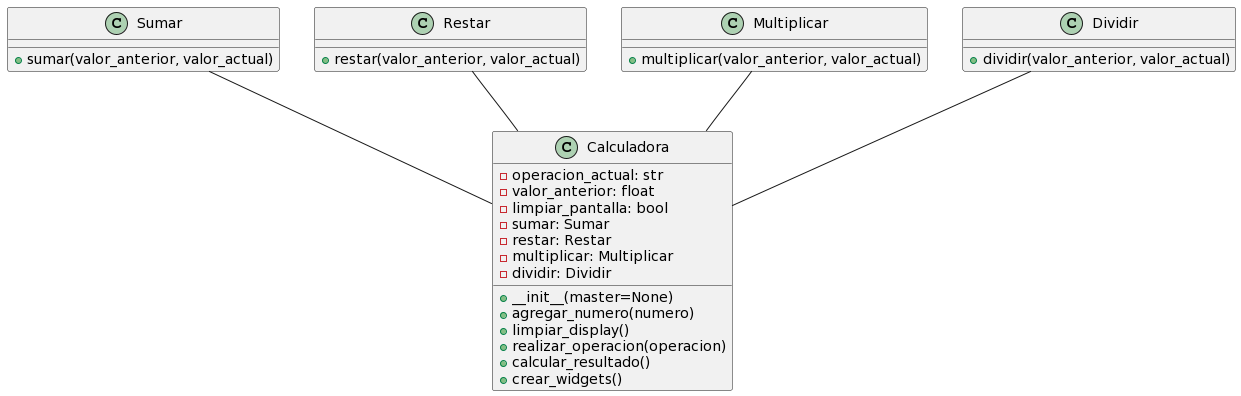 C Sumar
sumar(valor_anterior, valor_actual)
C Restar
restar(valor_anterior, valor_actual)
C Multiplicar
multiplicar(valor_anterior, valor_actual)
C Dividir
dividir(valor_anterior, valor_actual)
C Calculadora
operacion_actual: str
valor_anterior: float
limpiar_pantalla: bool
sumar: Sumar
restar: Restar
multiplicar: Multiplicar
dividir: Dividir
__init__(master=None)
agregar_numero(numero)
limpiar_display()
realizar_operacion(operacion)
calcular_resultado()
crear_widgets()